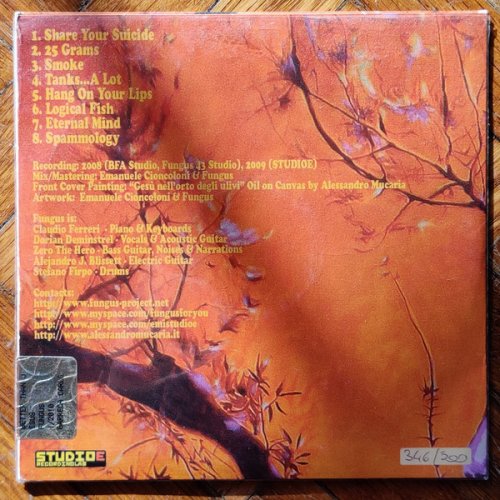 1. Share Your Suicide
2. 25 Grams
3. Smoke
4. Tanks...A Lot
5. Hang On Your Lips
6. Logical Fish
7. Eternal Mind
8. Spammology
Recording: 2008 (BFA Studio, Fungus 43 Studio), 2009 (STUDIOE)
Mix/Mastering: Emanuele Cioncoloni & Fungus
Front Cover Painting: "Gesù nell'orto degli ulivi" Oil on Canvas by Alessandro Mucaria
Artwork: Emanuele Cioncoloni & Fungus
Fungus is:
Claudio Ferreri - Piano & Keyboards
Dorian Deminstrel - Vocals & Acoustic Guitar
Zero The Hero - Bass Guitar, Noises & Narrations
Alejandro J. Blissett - Electric Guitar
Stefano Firpo - Drums
Contacts:
http://www.fungus-project.net
http://www.myspace.com/fungusforyou
http://www.myspace.com/emistudioe
http://www.alessandromucaria.it
FUNGUS
/2010
STUDIOE
RECORDINGLAB
346/200